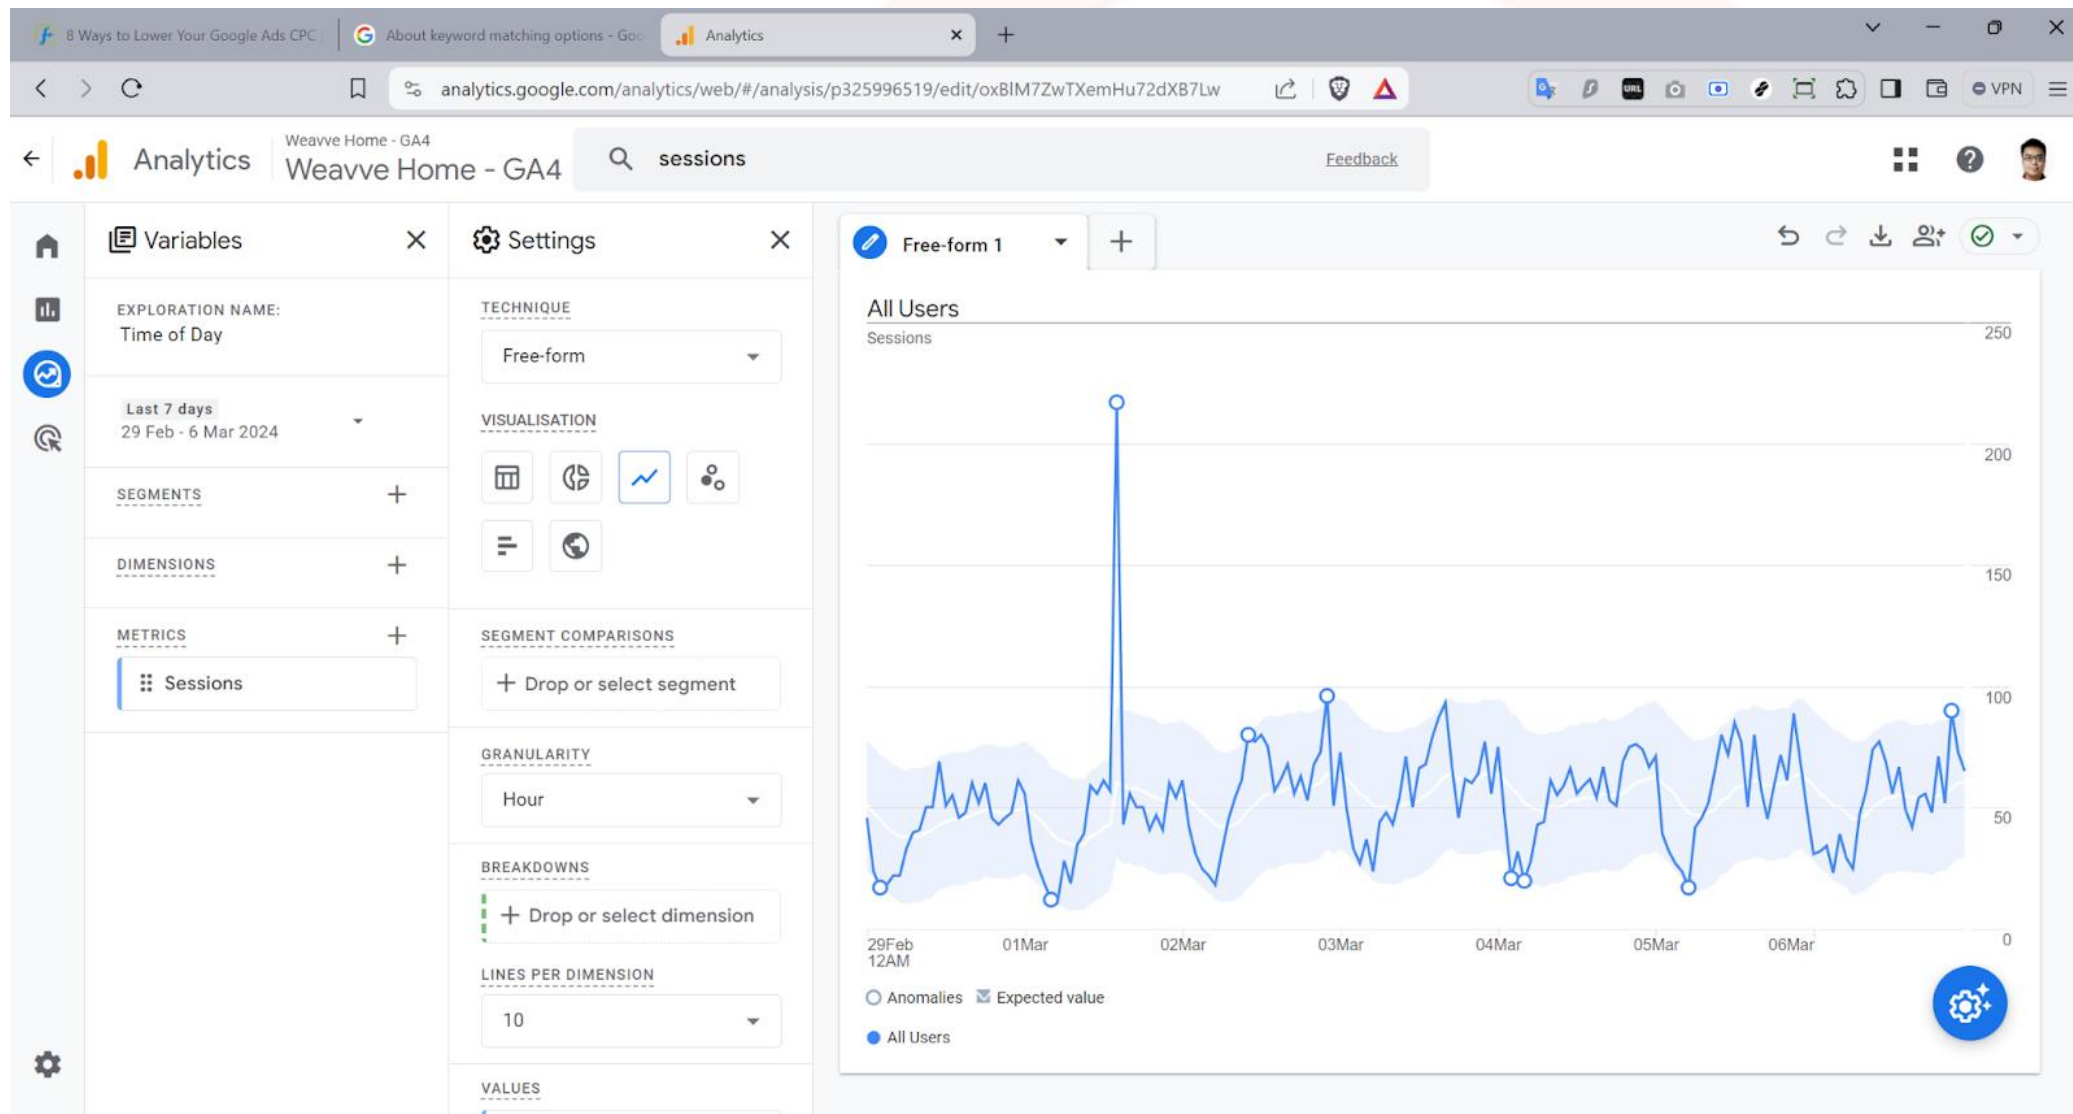 8 Ways to Lower Your Google Ads CPC
About keyword matching options - Goo
Analytics
analytics.google.com/analytics/web/#/analysis/p325996519/edit/oxBlM7ZwTXemHu72dXB7Lw
URL
VPN
Analytics
Weavve Home - GA4
Weavve Home - GA4
sessions
Feedback
Variables
EXPLORATION NAME:
Time of Day
Last 7 days
29 Feb - 6 Mar 2024
SEGMENTS
DIMENSIONS
METRICS
Sessions
Settings
TECHNIQUE
Free-form
VISUALISATION
SEGMENT COMPARISONS
Drop or select segment
GRANULARITY
Hour
BREAKDOWNS
Drop or select dimension
LINES PER DIMENSION
10
VALUES
Free-form 1
All Users
Sessions
250
200
150
100
50
0
29Feb 01Mar 02Mar 03Mar 04Mar 05Mar 06Mar
12AM
Anomalies Expected value
All Users